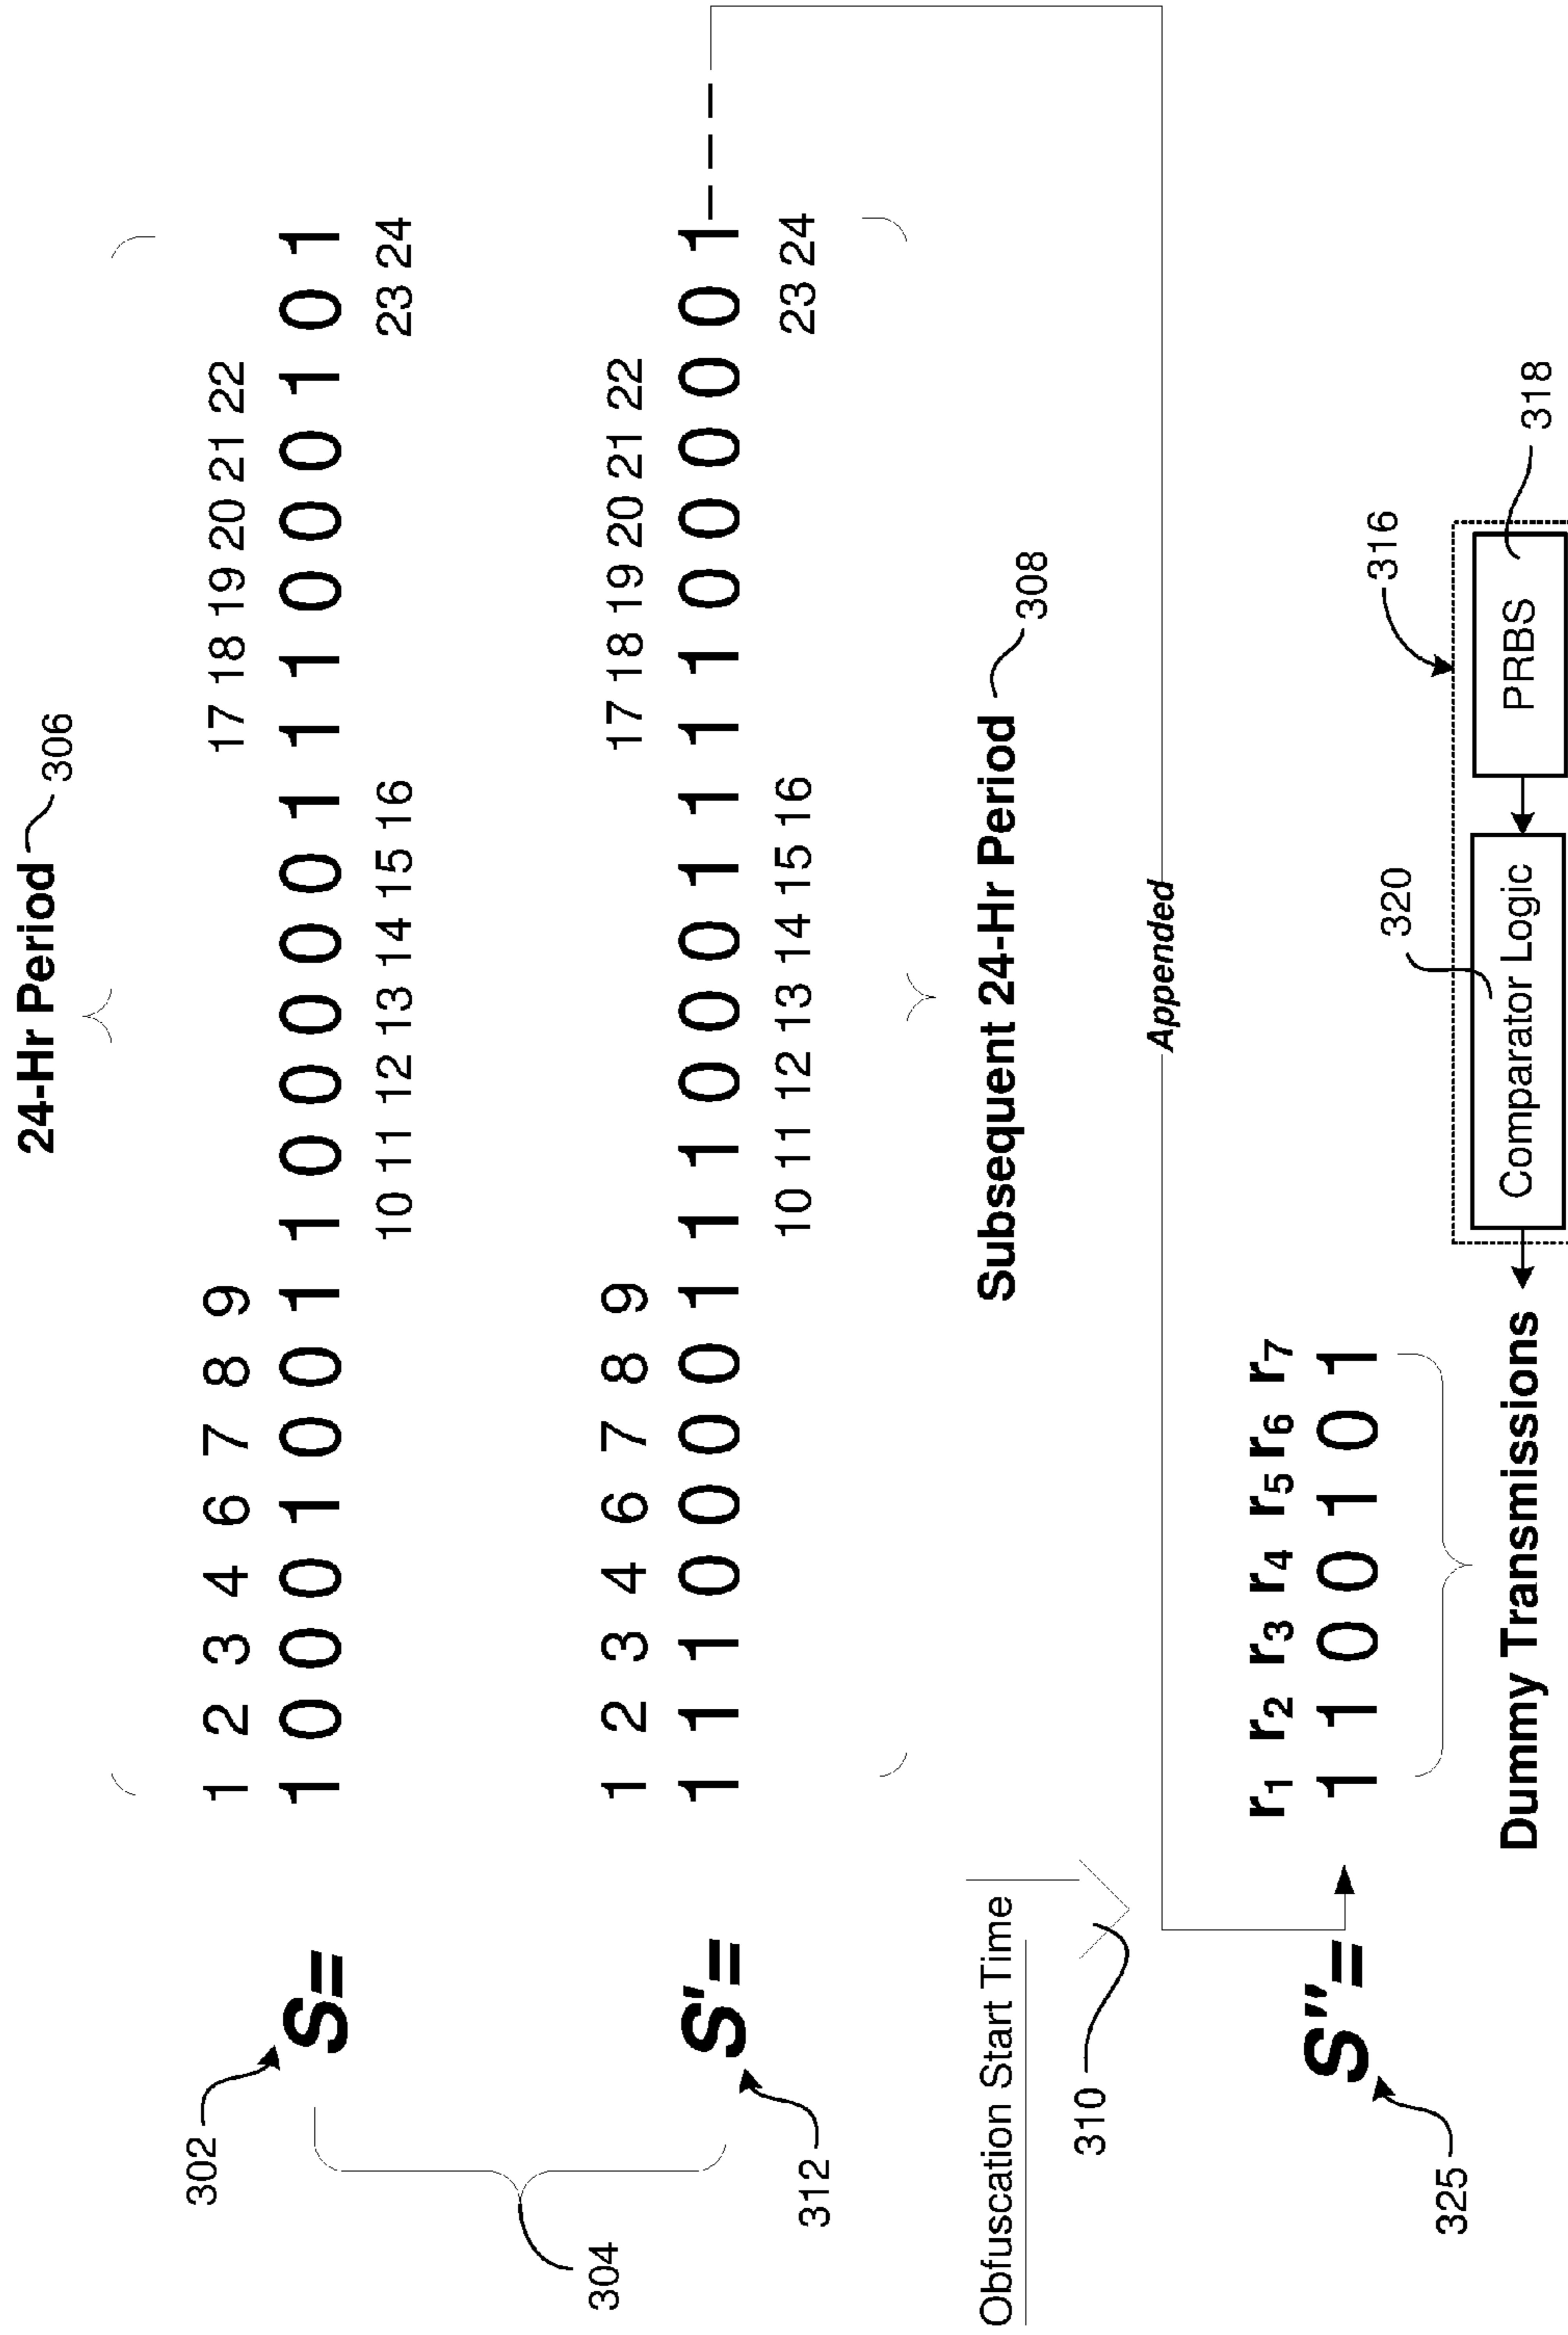 24-Hr Period 306
1 2 3 4 6 7 8 9 17 18 19 20 21 22
302 S= 1 0 0 0 1 0 0 1 1 0 0 0 0 0 1 1 1 0 0 0 1 0 1
10 11 12 13 14 15 16 23 24
304
1 2 3 4 6 7 8 9 17 18 19 20 21 22
312 S'= 1 1 1 0 0 0 0 1 1 1 0 0 0 1 1 1 1 0 0 0 0 0 1
10 11 12 13 14 15 16 23 24
Subsequent 24-Hr Period 308
Obfuscation Start Time
310
Appended
r1 r2 r3 r4 r5 r6 r7
325 S''= 1 1 0 0 1 0 1
316
320
318
Dummy Transmissions
Comparator Logic
PRBS